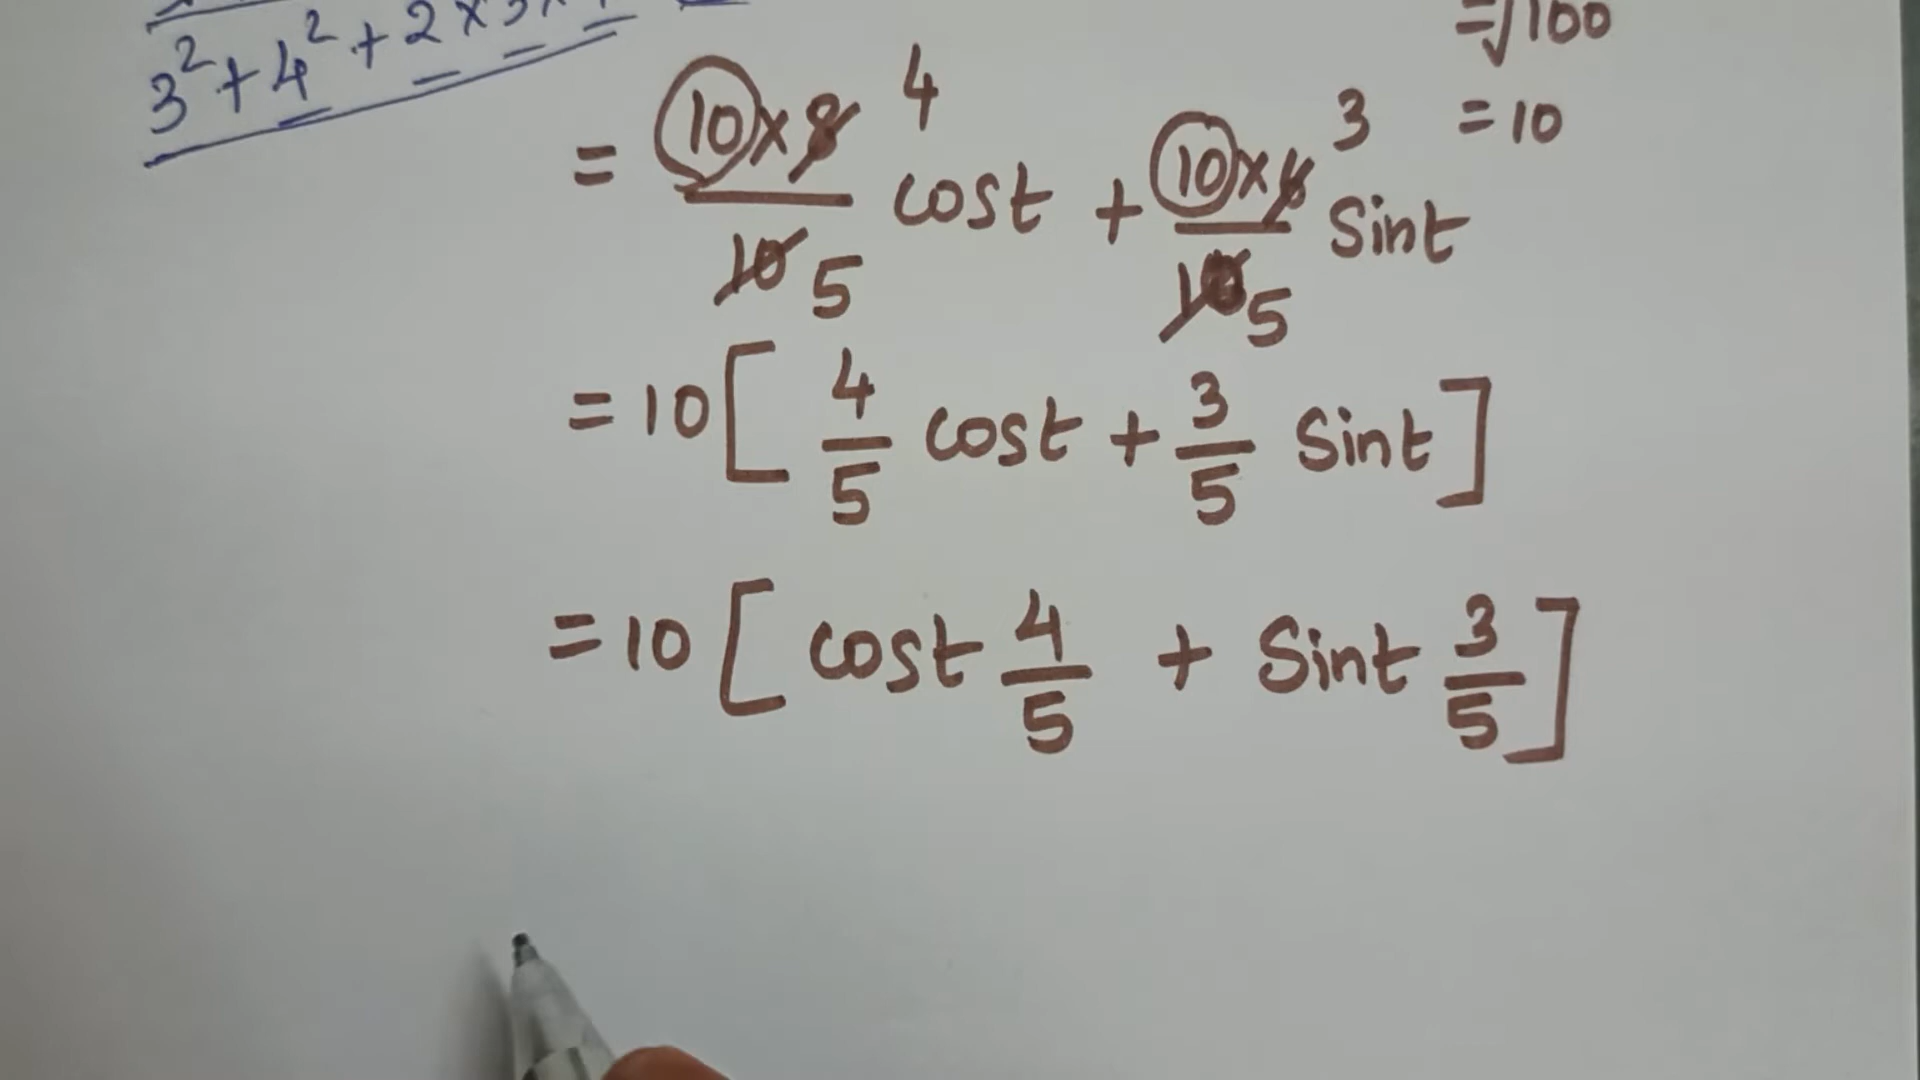 3² + 4² + 2 × 3 ×
= √100
= 10
= 10×8/10 4/5 cost + 10×6/10 3/5 Sint
= 10 [ 4/5 cost + 3/5 Sint ]
= 10 [ cost 4/5 + Sint 3/5 ]